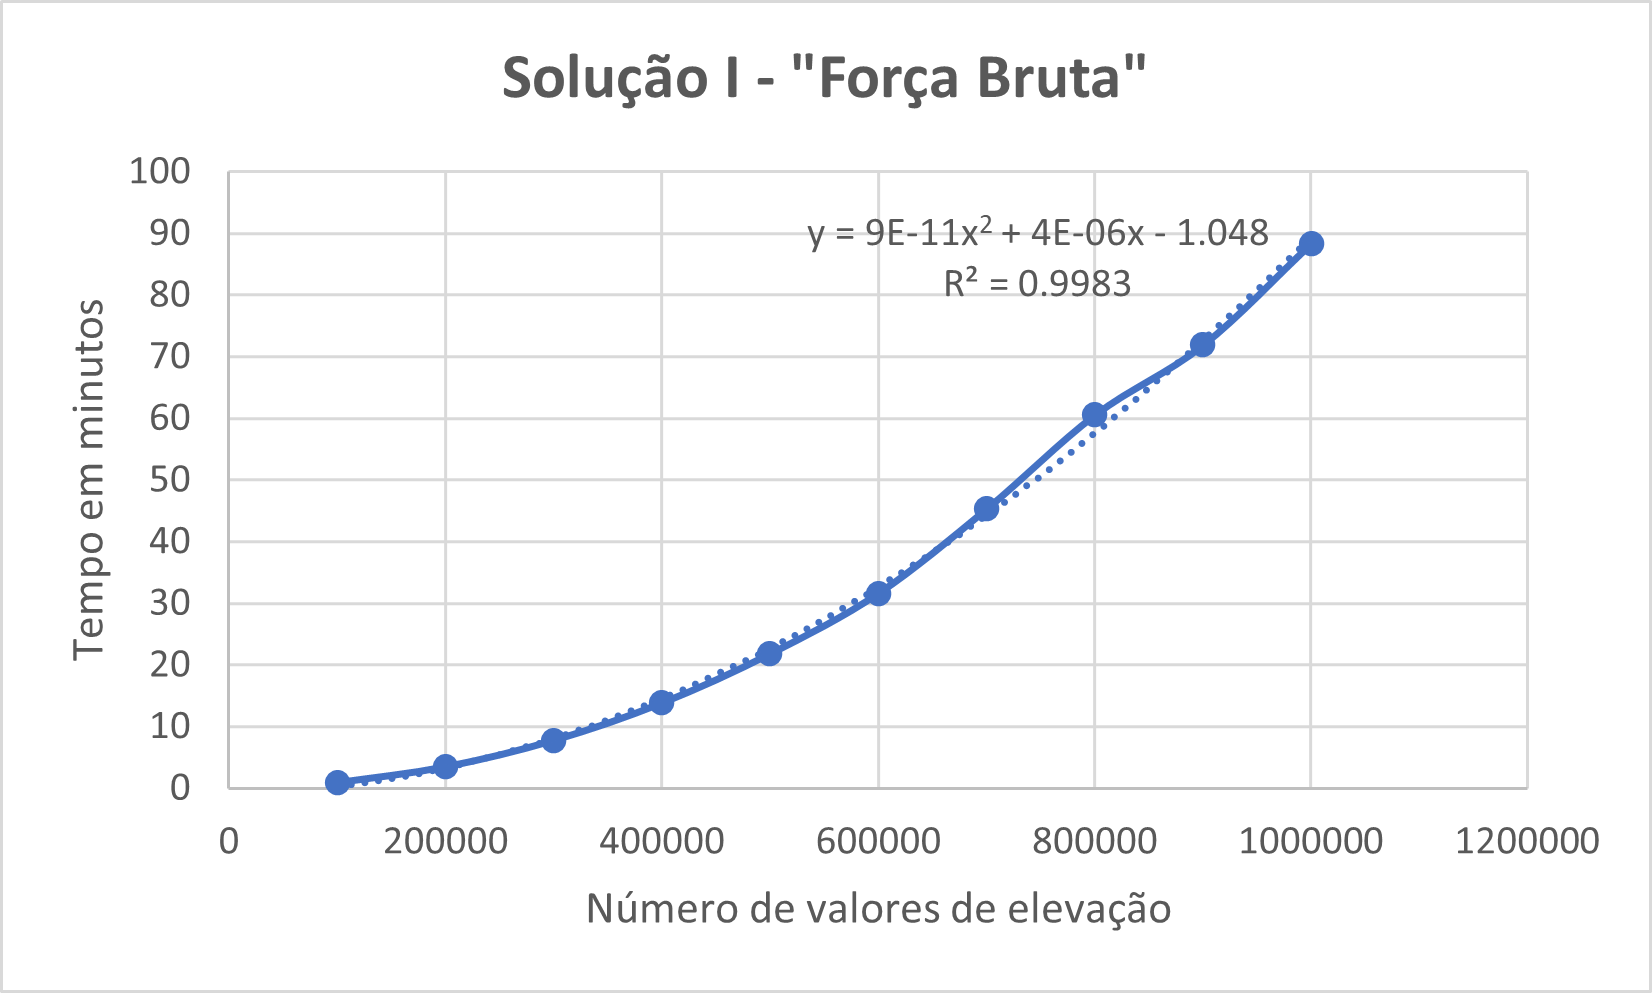 Solução I - "Força Bruta"
y = 9E-11x² + 4E-06x - 1.048
R² = 0.9983
Tempo em minutos
100
90
80
70
60
50
40
30
20
10
0
0 200000 400000 600000 800000 1000000 1200000
Número de valores de elevação